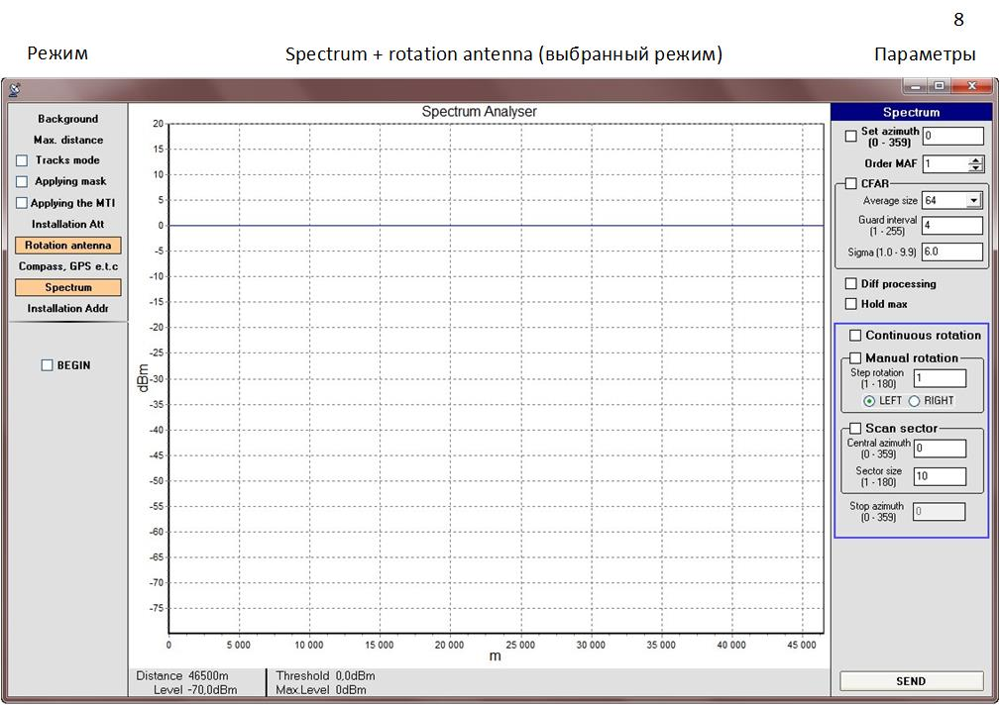 8
Режим
Spectrum + rotation antenna (выбранный режим)
Параметры
Background
Max. distance
Tracks mode
Applying mask
Applying the MTI
Installation Att
Rotation antenna
Compass, GPS e.t.c
Spectrum
Installation Addr
BEGIN
Spectrum Analyser
dBm
20
15
10
5
0
-5
-10
-15
-20
-25
-30
-35
-40
-45
-50
-55
-60
-65
-70
-75
0
5 000
10 000
15 000
20 000
25 000
30 000
35 000
40 000
45 000
m
Distance 46500m
Level -70,0dBm
Threshold 0,0dBm
Max.Level 0dBm
Spectrum
Set azimuth
(0 - 359)
0
Order MAF
1
CFAR
Average size
64
Guard interval
(1 - 255)
4
Sigma (1.0 - 9.9)
6.0
Diff processing
Hold max
Continuous rotation
Manual rotation
Step rotation
(1 - 180)
1
LEFT
RIGHT
Scan sector
Central azimuth
(0 - 359)
0
Sector size
(1 - 180)
10
Stop azimuth
(0 - 359)
0
SEND